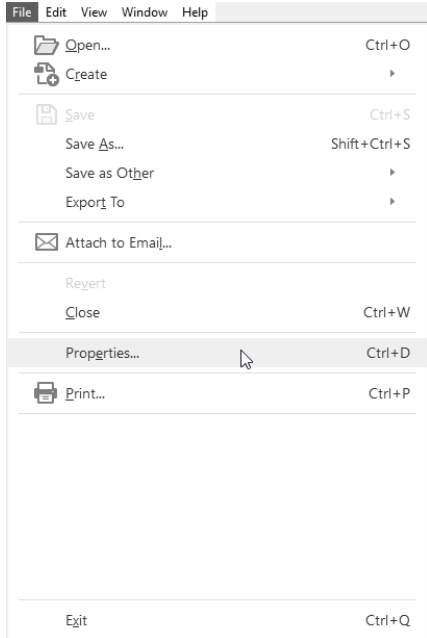 File Edit View Window Help
Open... Ctrl+O
Create
Save Ctrl+S
Save As... Shift+Ctrl+S
Save as Other
Export To
Attach to Email...
Revert
Close Ctrl+W
Properties... Ctrl+D
Print... Ctrl+P
Exit Ctrl+Q